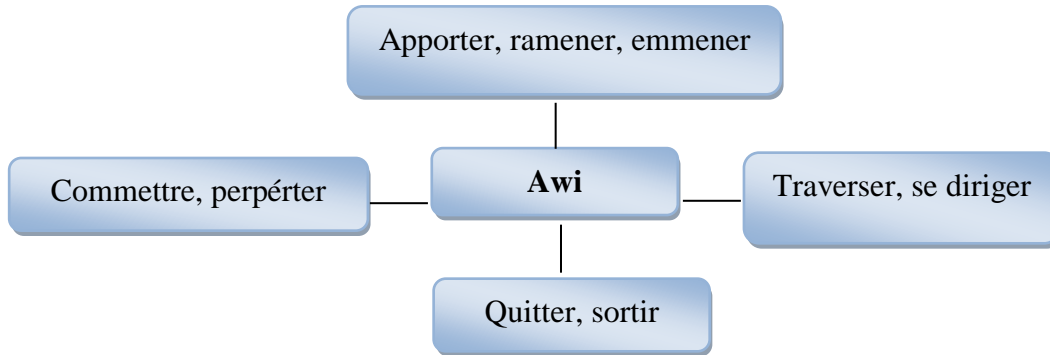 Apporter, ramener, emmener
Commettre, perpérter
Awi
Traverser, se diriger
Quitter, sortir